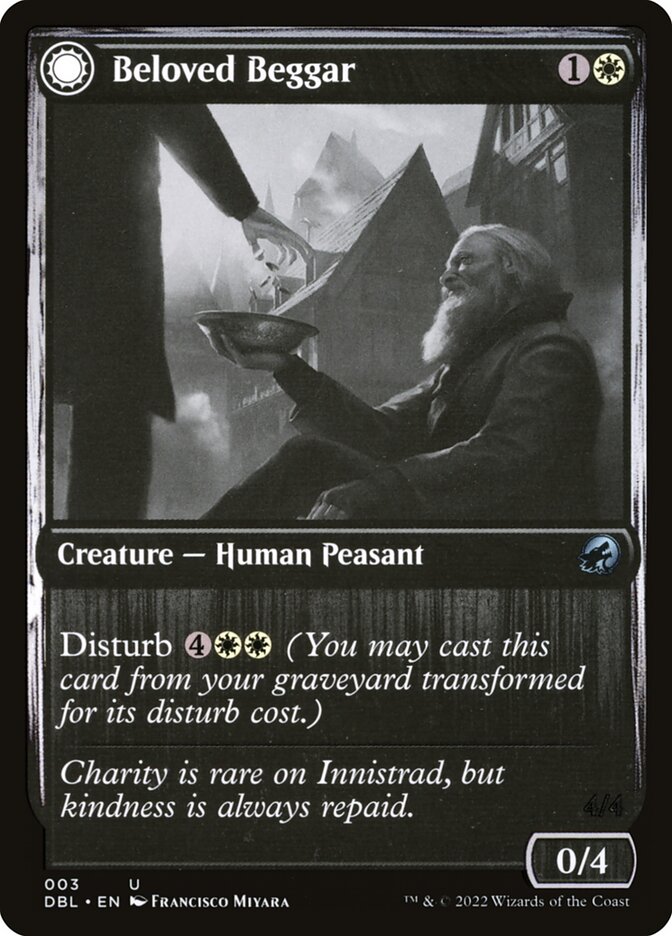 Beloved Beggar 1
Creature — Human Peasant
Disturb 4 (You may cast this
card from your graveyard transformed
for its disturb cost.)
Charity is rare on Innistrad, but
kindness is always repaid.
4/4
0/4
003 U
DBL • EN Francisco Miyara ™ & © 2022 Wizards of the Coast